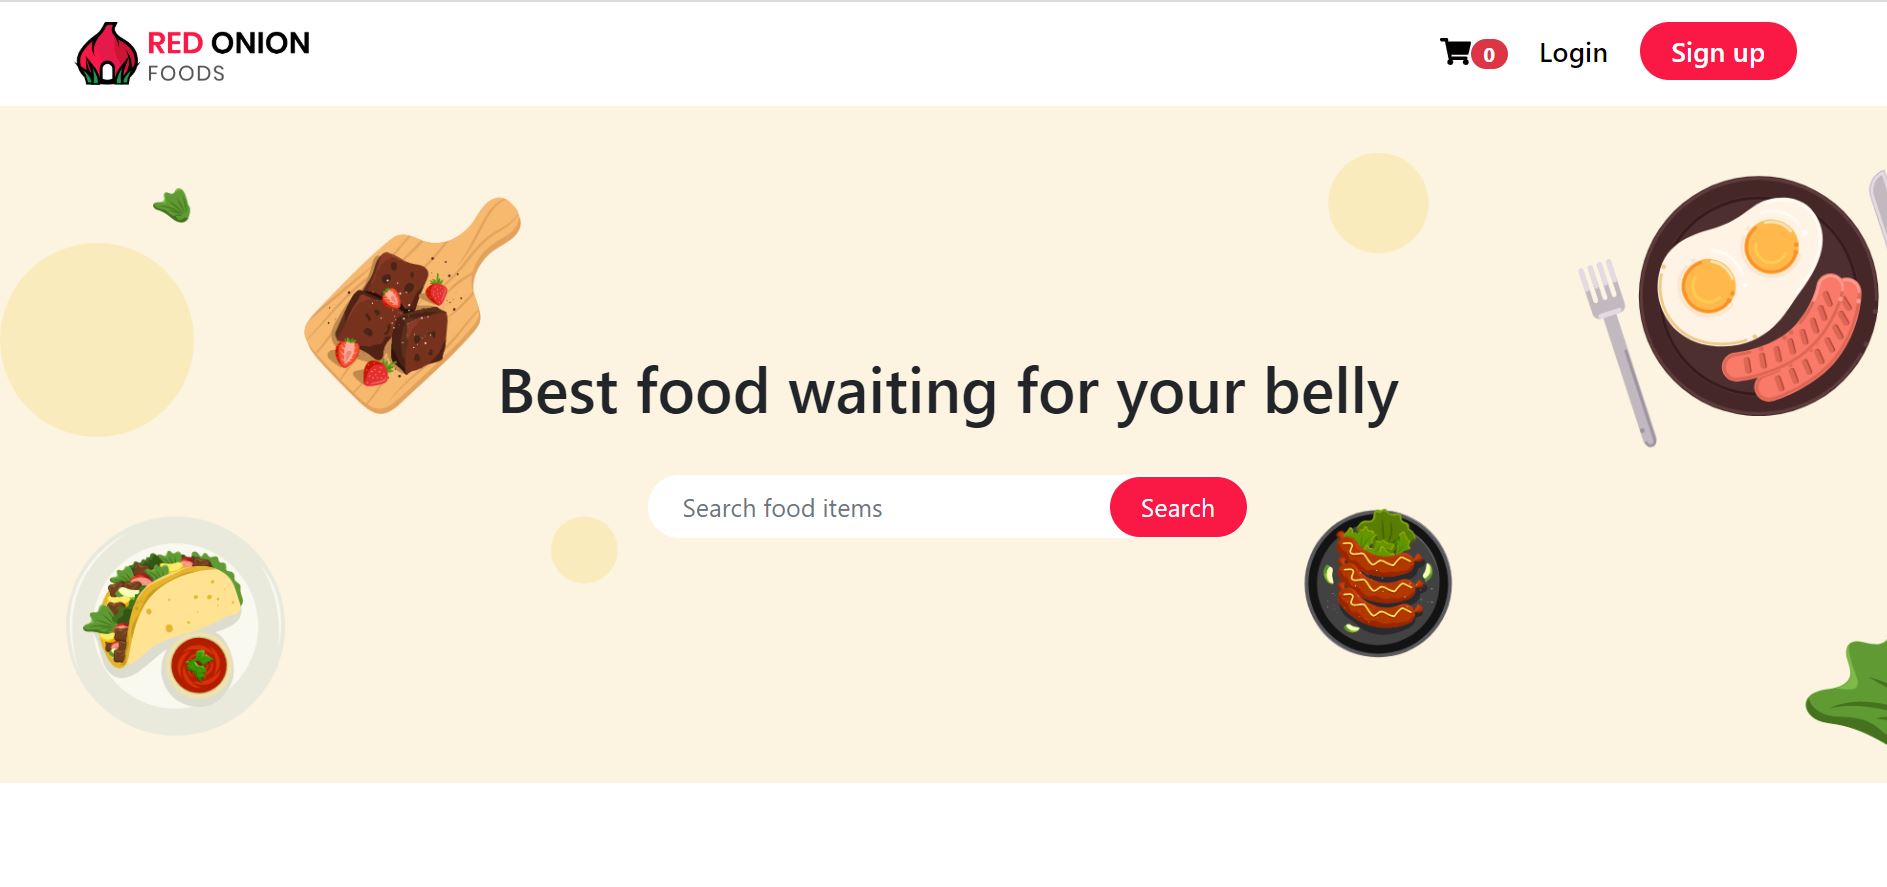 RED ONION
FOODS
0
Login
Sign up
Best food waiting for your belly
Search food items
Search